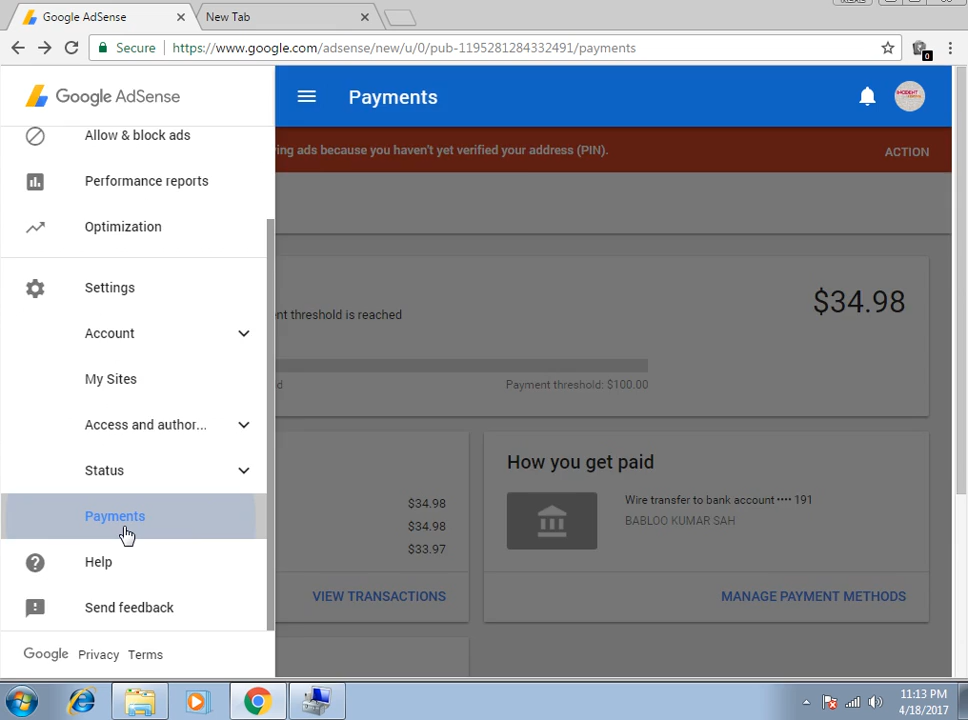 Google AdSense
New Tab
Secure https://www.google.com/adsense/new/u/0/pub-1195281284332491/payments
0
Google AdSense
Payments
Allow & block ads
ring ads because you haven't yet verified your address (PIN).
ACTION
Performance reports
Optimization
Settings
$34.98
nt threshold is reached
Account
My Sites
Payment threshold: $100.00
Access and author...
Status
How you get paid
$34.98
Wire transfer to bank account •••• 191
Payments
BABLOO KUMAR SAH
$34.98
$33.97
Help
VIEW TRANSACTIONS
MANAGE PAYMENT METHODS
Send feedback
Google Privacy Terms
11:13 PM
4/18/2017